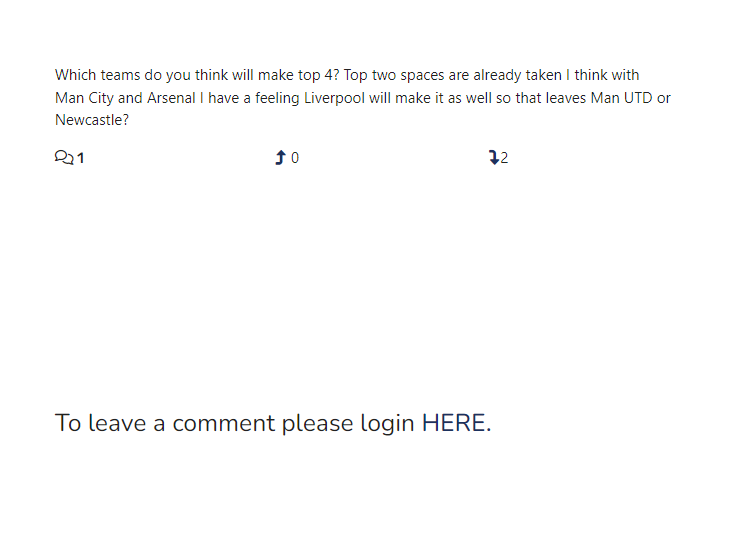 Which teams do you think will make top 4? Top two spaces are already taken I think with
Man City and Arsenal I have a feeling Liverpool will make it as well so that leaves Man UTD or
Newcastle?
1 0 2
To leave a comment please login HERE.